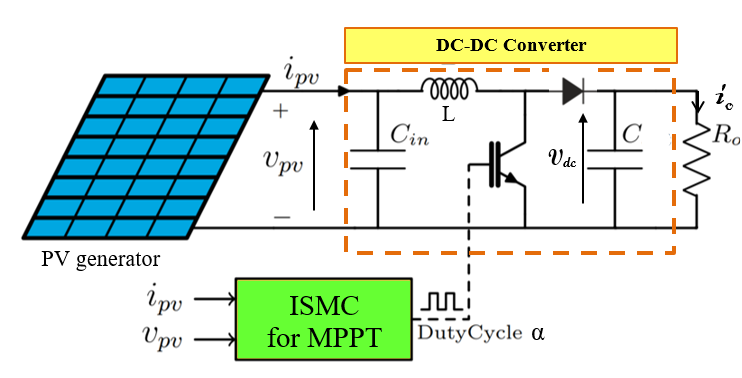 DC-DC Converter
i_pv
+
L
C_in
v_pv
v_dc
C
i'_o
R_o
−
PV generator
i_pv
v_pv
ISMC
for MPPT
DutyCycle α